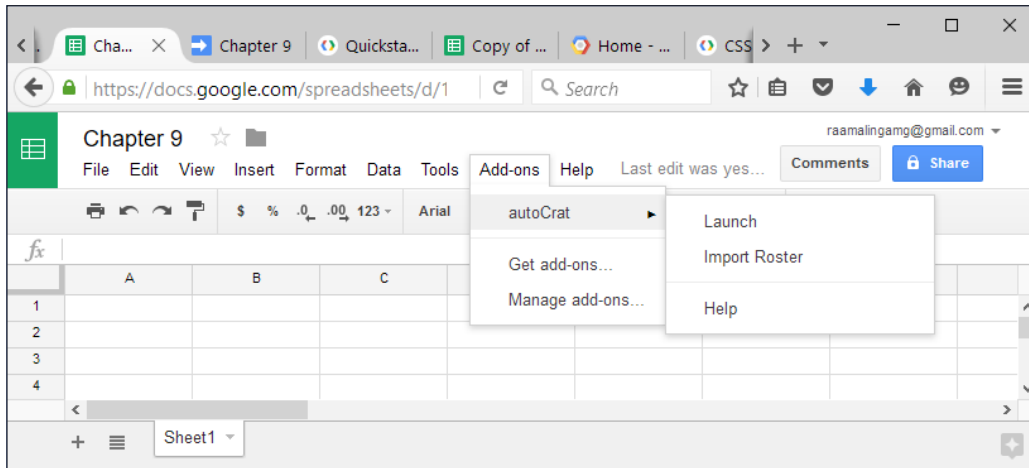 Cha... Chapter 9 Quicksta... Copy of ... Home - ... CSS
https://docs.google.com/spreadsheets/d/1 Search
Chapter 9
raamalingamg@gmail.com
File Edit View Insert Format Data Tools Add-ons Help Last edit was yes... Comments Share
$ % .0 .00 123 Arial autoCrat
Launch
fx
Import Roster
Get add-ons...
A B C
Manage add-ons...
Help
1
2
3
4
Sheet1